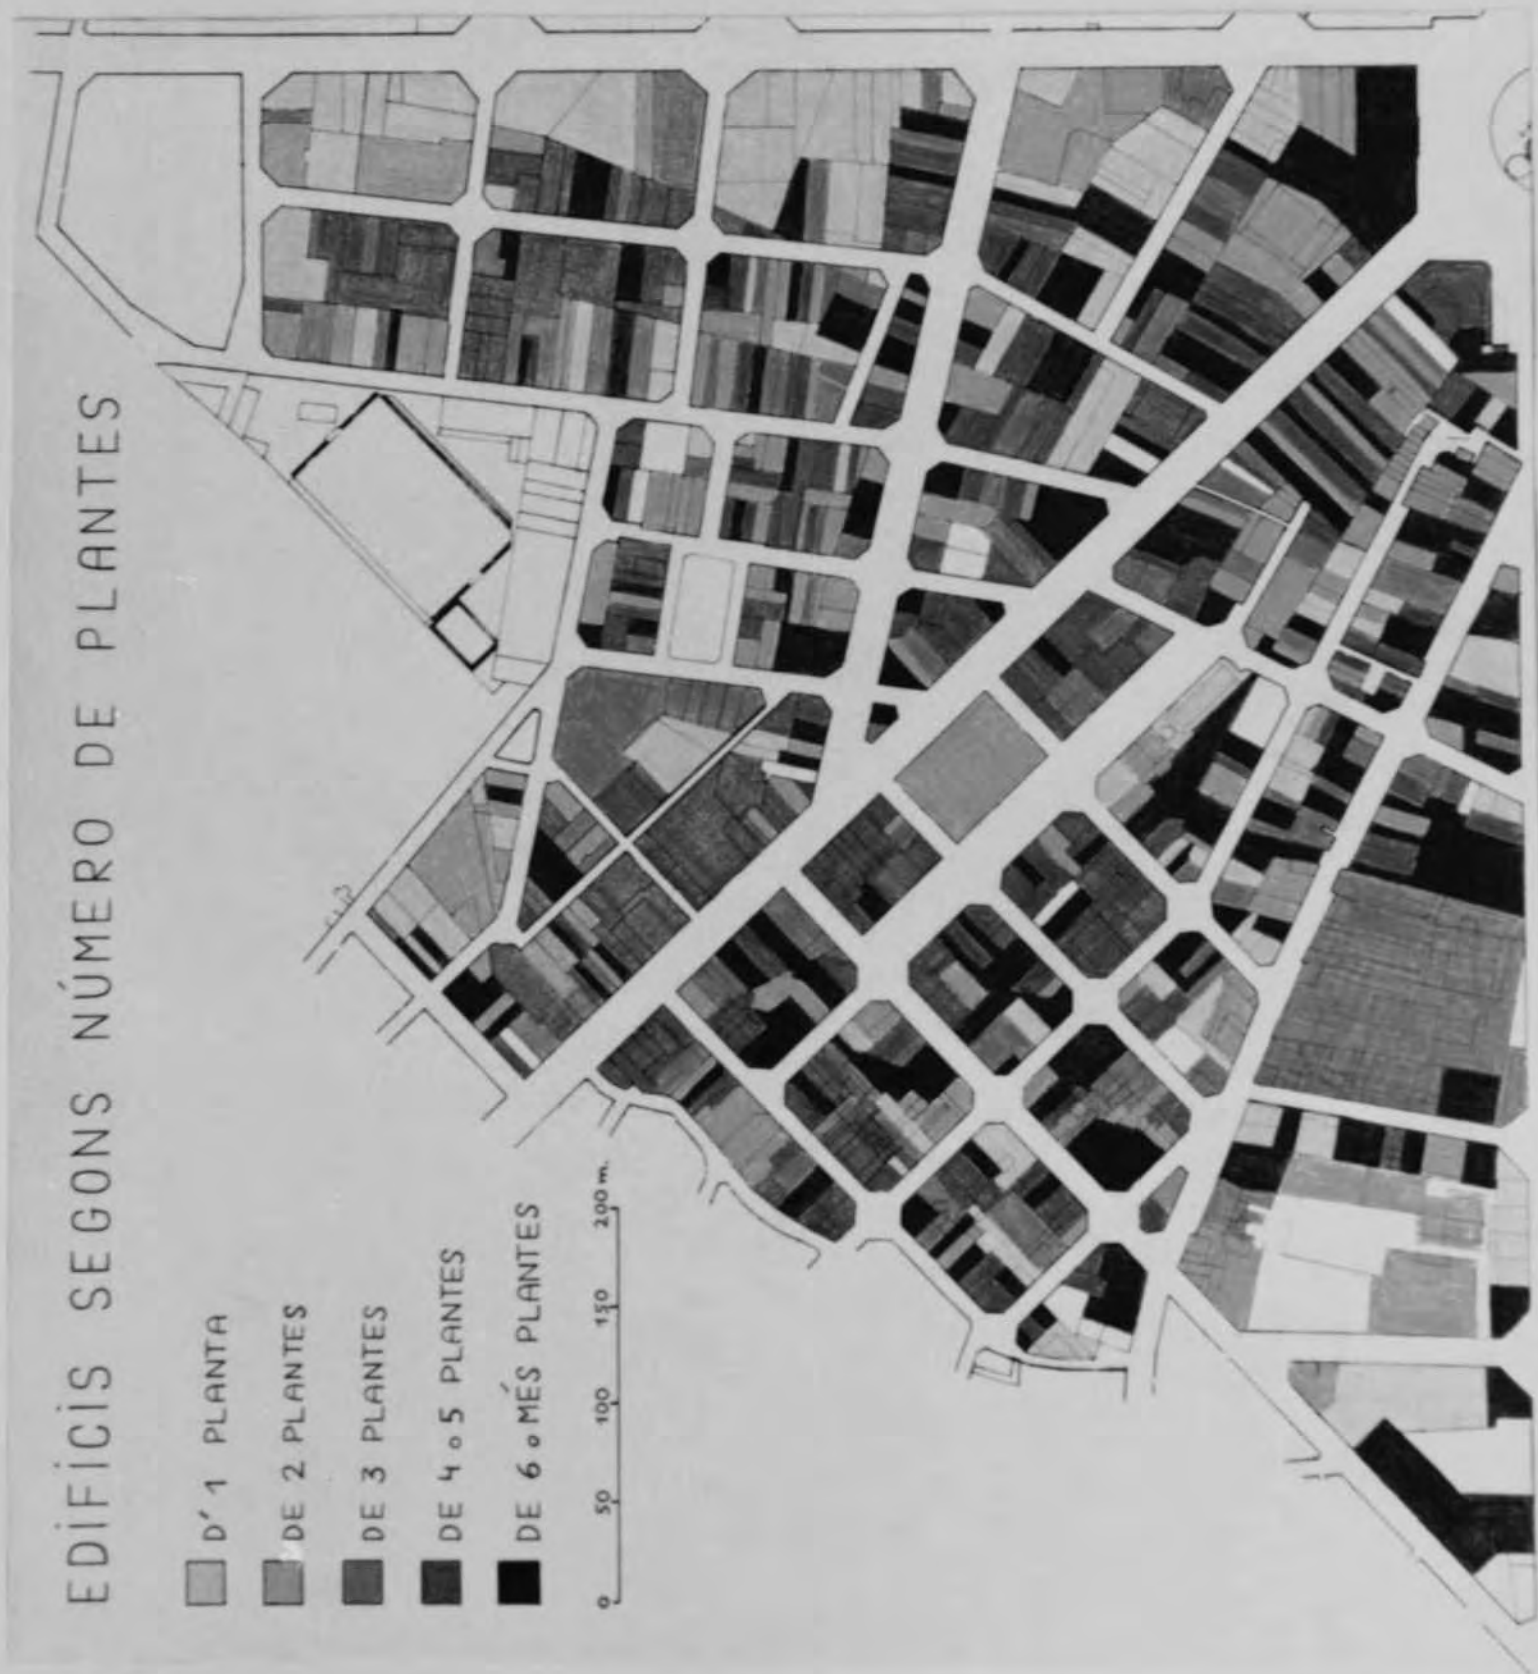 EDIFICIS SEGONS NÚMERO DE PLANTES
D'1 PLANTA
DE 2 PLANTES
DE 3 PLANTES
DE 4 o 5 PLANTES
DE 6 o MÉS PLANTES
0 50 100 150 200 m.